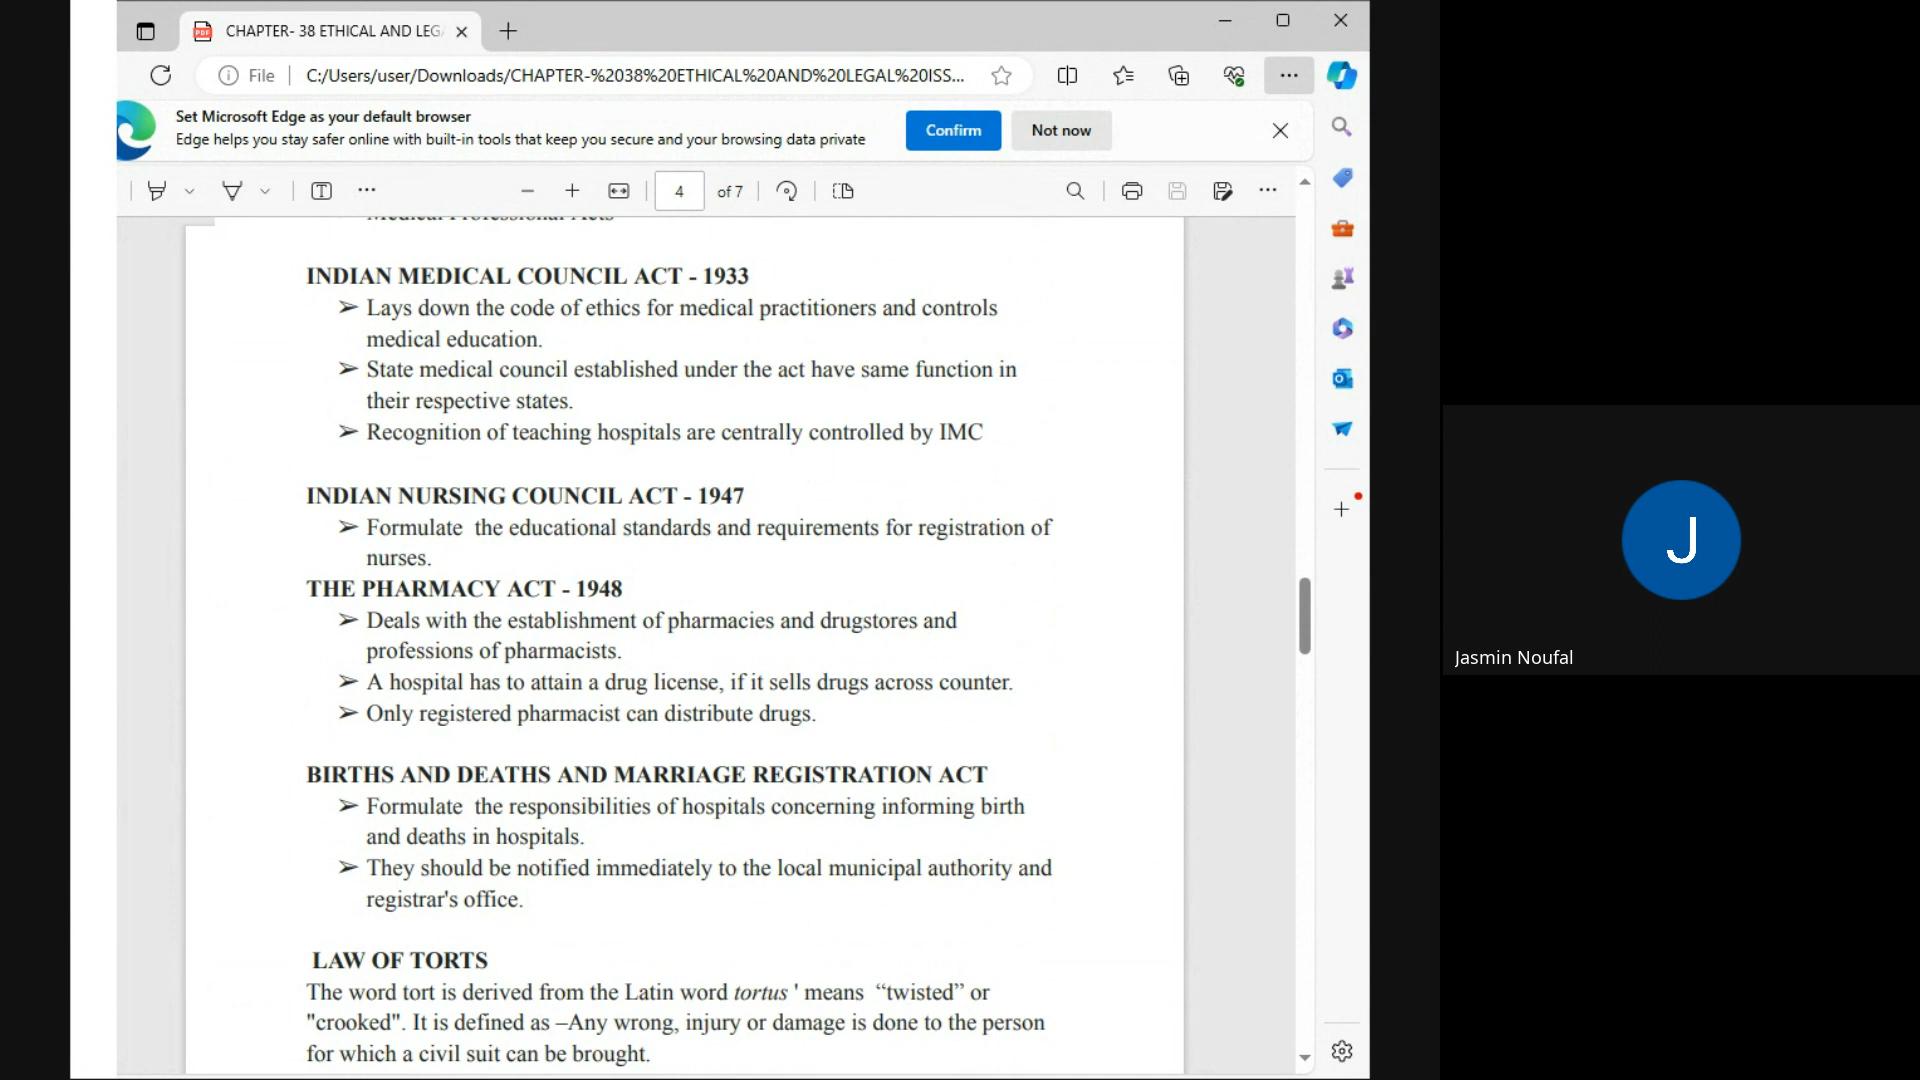 CHAPTER- 38 ETHICAL AND LEGA
File
C:/Users/user/Downloads/CHAPTER-%2038%20ETHICAL%20AND%20LEGAL%20ISS...
Set Microsoft Edge as your default browser
Edge helps you stay safer online with built-in tools that keep you secure and your browsing data private
Confirm
Not now
4 of 7
Medical Professional Acts
INDIAN MEDICAL COUNCIL ACT - 1933
➢ Lays down the code of ethics for medical practitioners and controls
medical education.
➢ State medical council established under the act have same function in
their respective states.
➢ Recognition of teaching hospitals are centrally controlled by IMC
INDIAN NURSING COUNCIL ACT - 1947
➢ Formulate the educational standards and requirements for registration of
nurses.
THE PHARMACY ACT - 1948
➢ Deals with the establishment of pharmacies and drugstores and
professions of pharmacists.
➢ A hospital has to attain a drug license, if it sells drugs across counter.
➢ Only registered pharmacist can distribute drugs.
BIRTHS AND DEATHS AND MARRIAGE REGISTRATION ACT
➢ Formulate the responsibilities of hospitals concerning informing birth
and deaths in hospitals.
➢ They should be notified immediately to the local municipal authority and
registrar's office.
LAW OF TORTS
The word tort is derived from the Latin word tortus ' means “twisted” or
"crooked". It is defined as –Any wrong, injury or damage is done to the person
for which a civil suit can be brought.
J
Jasmin Noufal